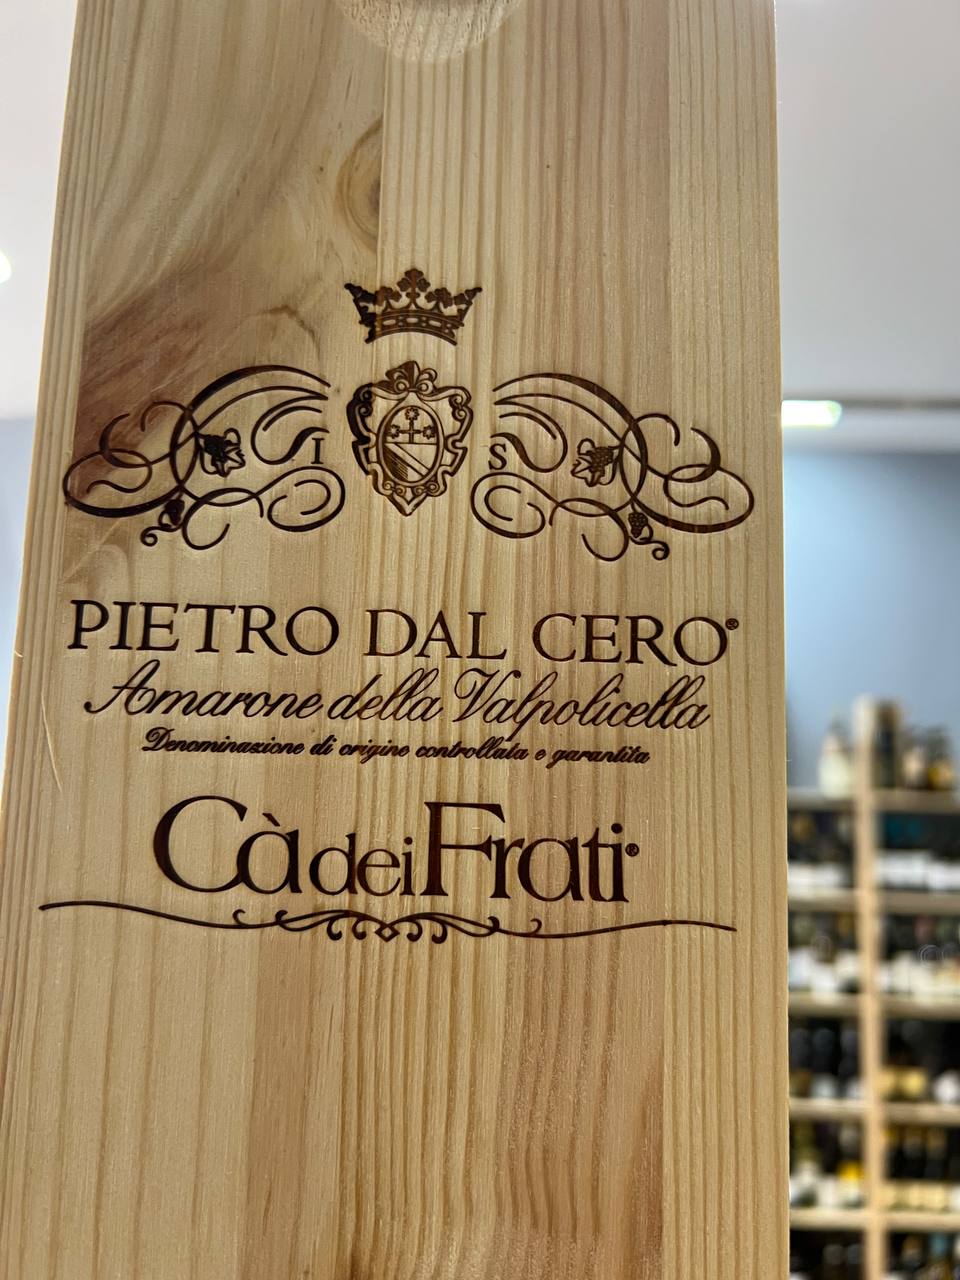 I S
PIETRO DAL CERO®
Amarone della Valpolicella
Denominazione di origine controllata e garantita
Cà dei Frati®